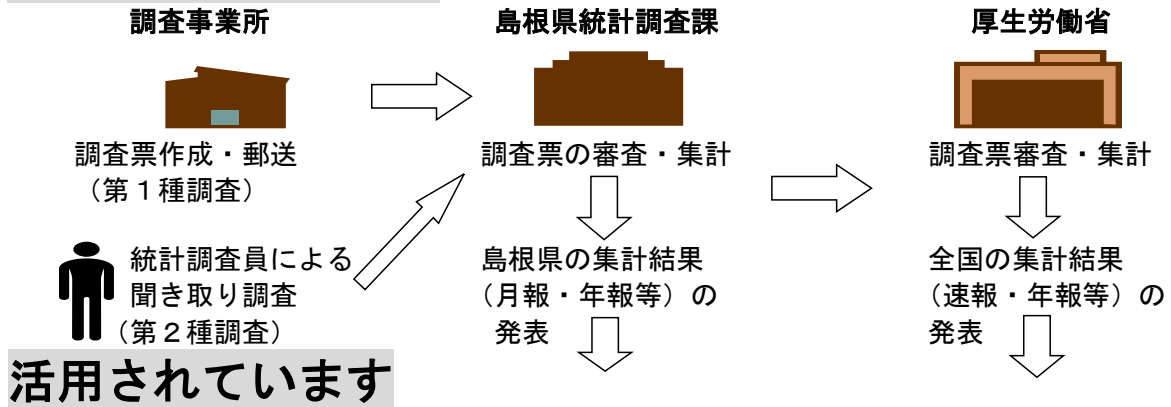 調査事業所
調査票作成・郵送
（第１種調査）
統計調査員による
聞き取り調査
（第２種調査）
島根県統計調査課
調査票の審査・集計
島根県の集計結果
（月報・年報等）の
発表
厚生労働省
調査票審査・集計
全国の集計結果
（速報・年報等）の
発表
活用されています